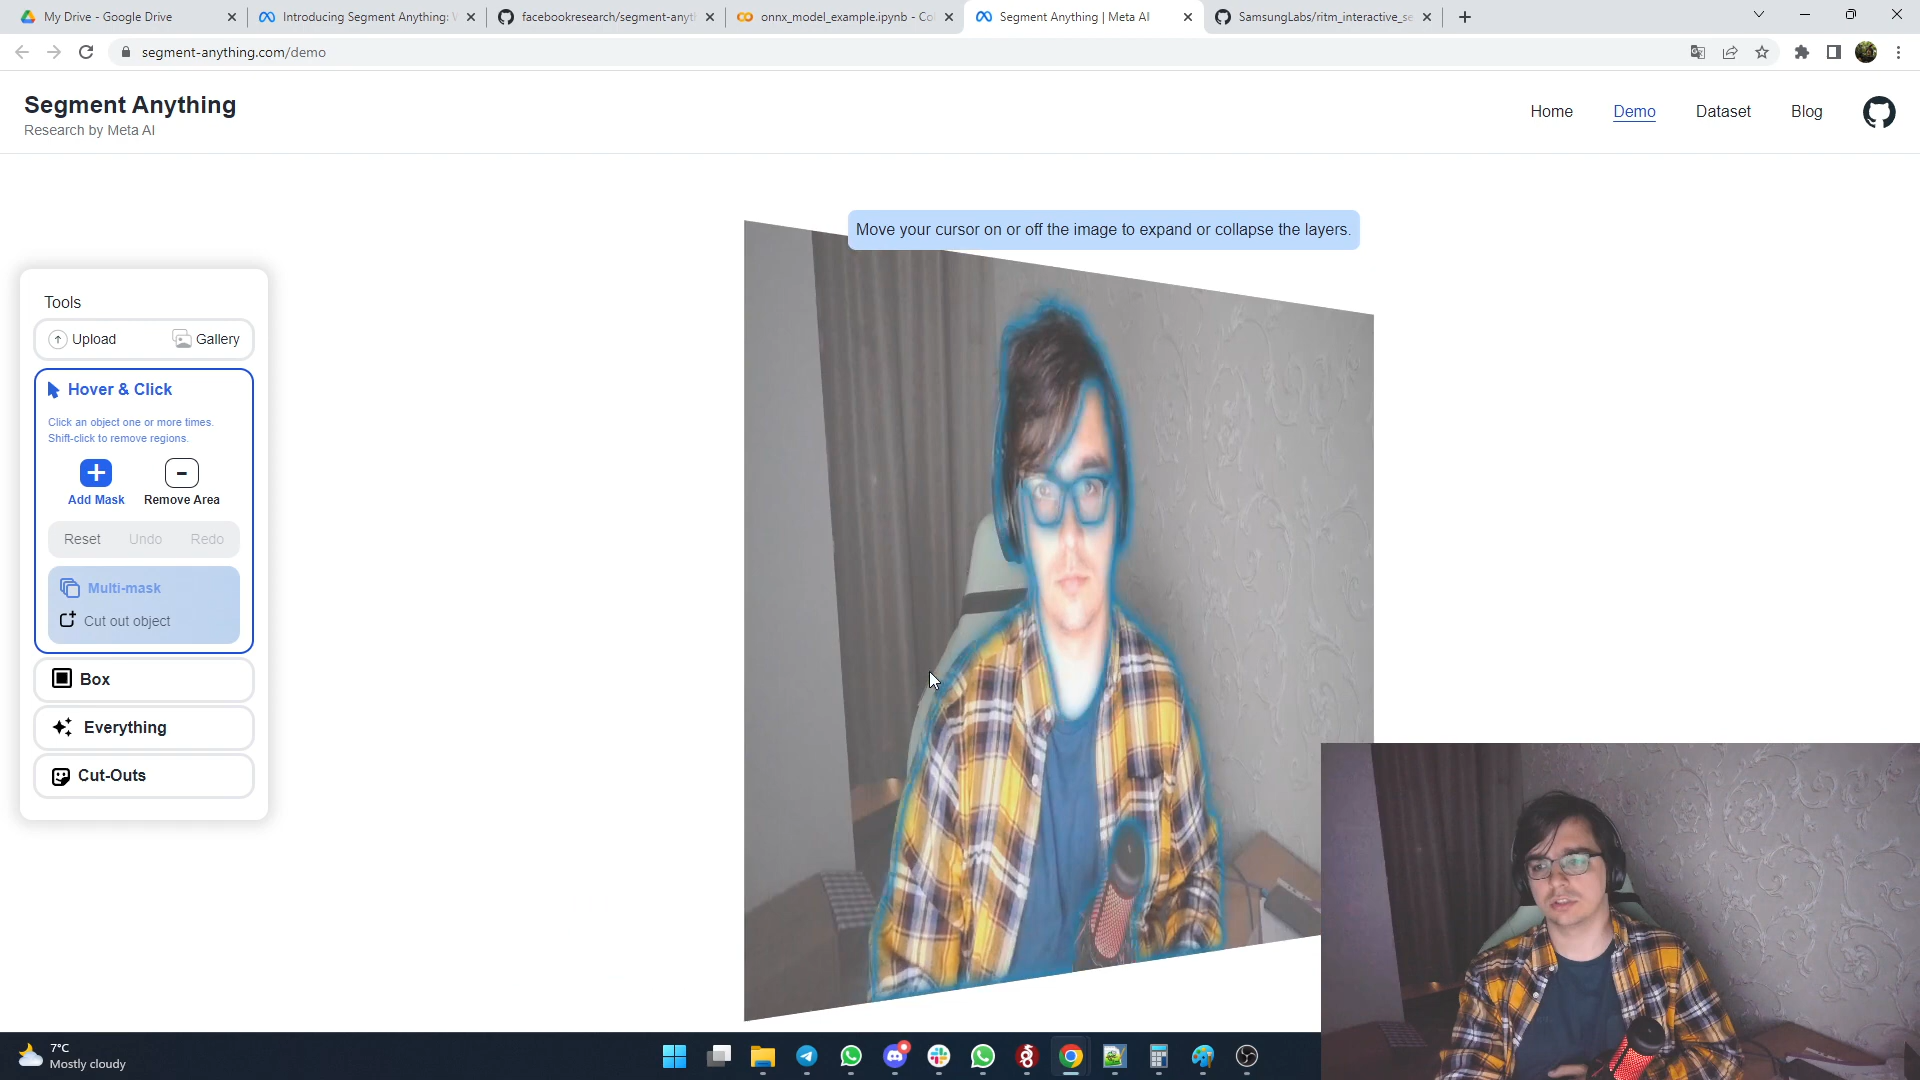 My Drive - Google Drive
Introducing Segment Anything:
facebookresearch/segment-anyt
onnx_model_example.ipynb - Co
Segment Anything | Meta AI
SamsungLabs/ritm_interactive_se
segment-anything.com/demo
Segment Anything
Research by Meta AI
Home
Demo
Dataset
Blog
Move your cursor on or off the image to expand or collapse the layers.
Tools
Upload
Gallery
Hover & Click
Click an object one or more times.
Shift-click to remove regions.
Add Mask
Remove Area
Reset
Undo
Redo
Multi-mask
Cut out object
Box
Everything
Cut-Outs
7°C
Mostly cloudy